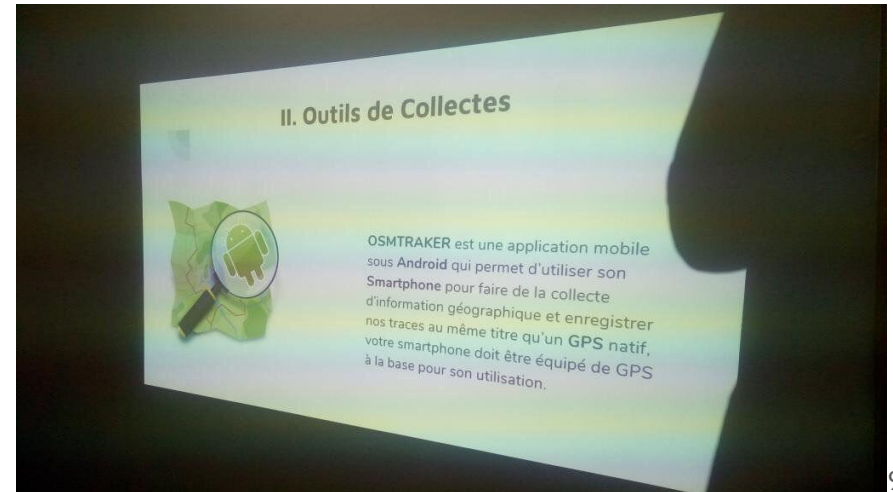 II. Outils de Collectes
OSMTRAKER est une application mobile
sous Android qui permet d'utiliser son
Smartphone pour faire de la collecte
d'information géographique et enregistrer
nos traces au même titre qu'un GPS natif,
votre smartphone doit être équipé de GPS
à la base pour son utilisation.